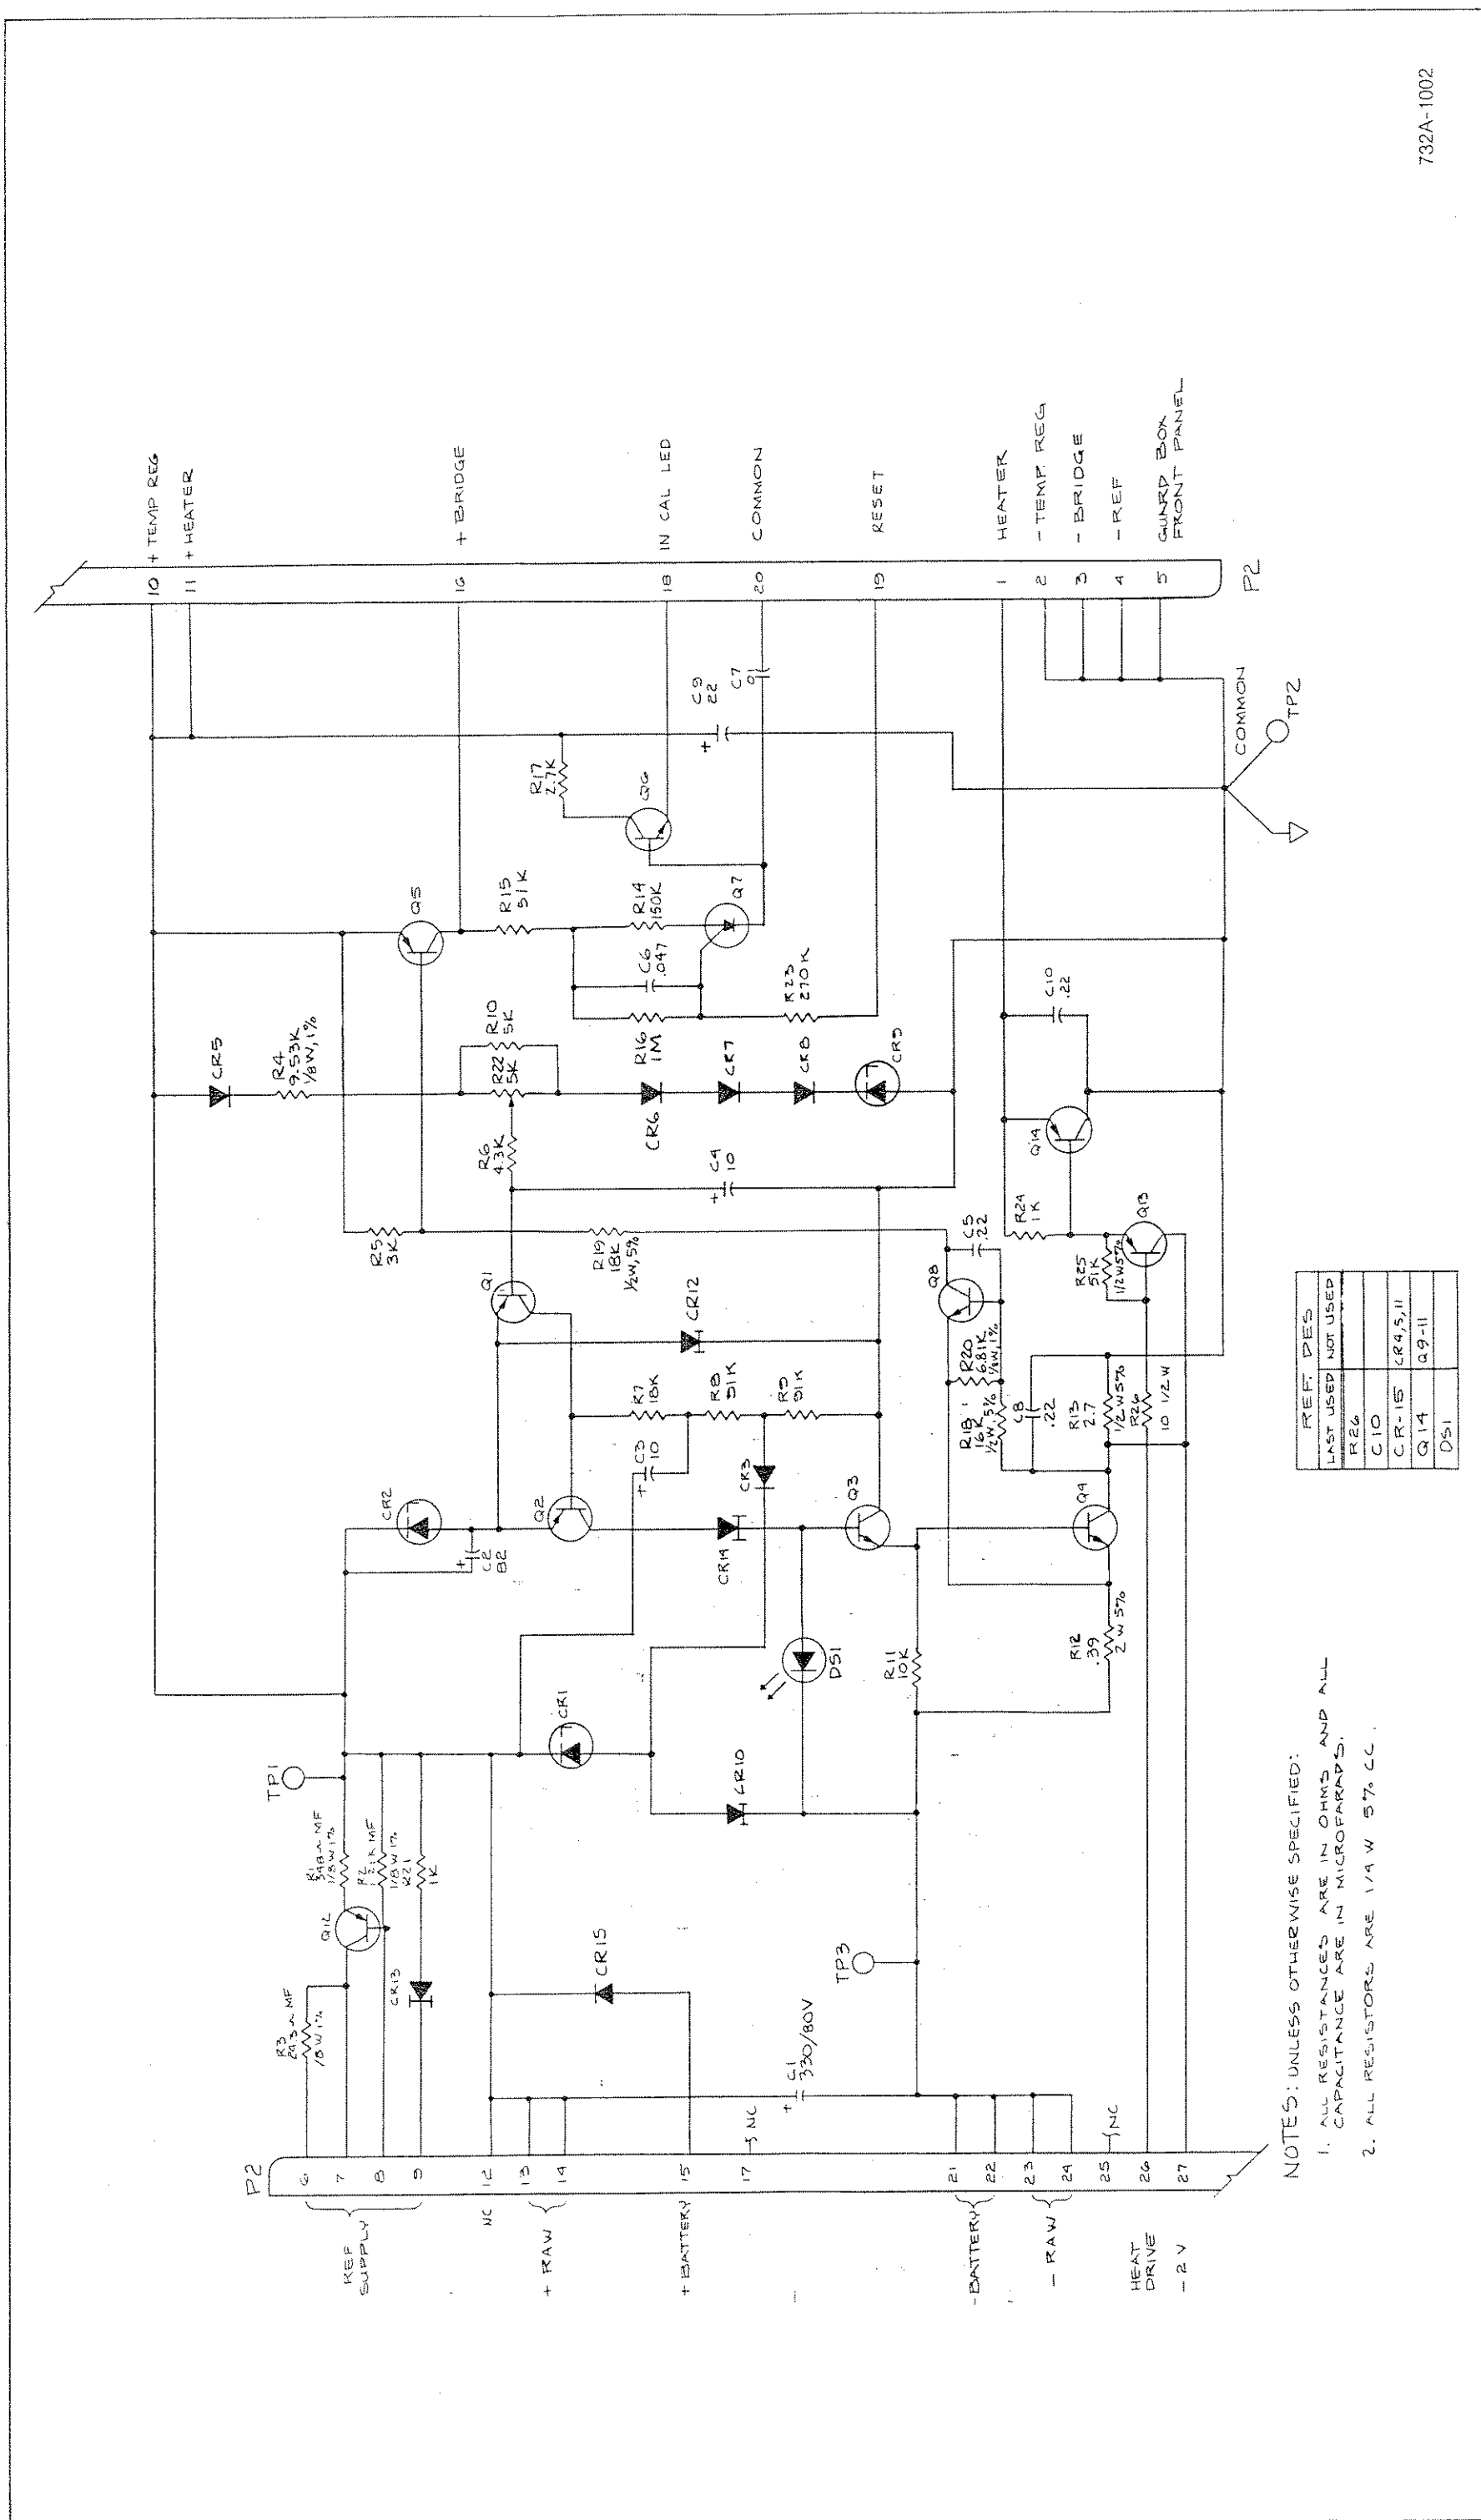 732A-1002
P2
6
7
8
9
12
13
14
15
17
21
22
23
24
25
26
27
REF
SUPPLY
NC
+ RAW
+ BATTERY
NC
- BATTERY
- RAW
NC
HEAT
DRIVE
- 2 V
R3
MF
1%
Q12
R1
MF
1/8W 1%
R2
MF
1/8W 1%
R21
1K
CR13
TP1
CR15
C1
330/80V
+
TP3
CR1
CR10
DS1
R11
10K
R12
.39
2 W 5%
CR2
C2
+
Q2
C3
10
+
CR14
CR3
Q3
Q4
R7
18K
R8
51K
R9
51K
Q1
CR12
R5
3K
R19
18K
1/2W, 5%
R6
4.3K
C4
10
+
Q8
C5
.22
R20
6.81K
1/8W, 1%
R18
16K
1/2W, 5%
C8
.22
R13
2.7
1/2W 5%
R26
10 1/2 W
R25
51K
1/2W 5%
Q13
R24
1K
Q14
C10
.22
CR5
R4
9.53K
1/8W, 1%
R10
5K
R22
5K
CR6
CR7
CR8
CR9
R16
1M
C6
.047
R14
150K
R15
51K
R23
270K
Q5
Q7
Q6
R17
2.7K
C9
22
+
C7
10 + TEMP REG
11 + HEATER
16 + BRIDGE
18 IN CAL LED
20 COMMON
19 RESET
1 HEATER
2 - TEMP. REG
3 - BRIDGE
4 - REF
5 GUARD BOX
FRONT PANEL
P2
COMMON
TP2
NOTES: UNLESS OTHERWISE SPECIFIED:
1. ALL RESISTANCES ARE IN OHMS AND ALL
CAPACITANCE ARE IN MICROFARADS.
2. ALL RESISTORS ARE 1/4 W 5% CC.
REF. DES
LAST USED NOT USED
R26
C10
CR-15 CR4,5,11
Q14 Q9-11
DS1